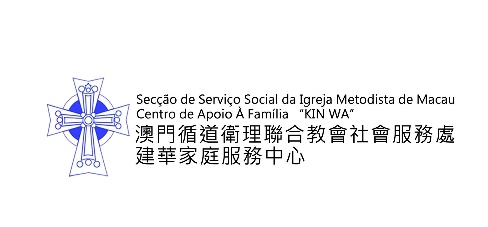 Secção de Serviço Social da Igreja Metodista de Macau
Centro de Apoio À Família “KIN WA”
澳門循道衛理聯合教會社會服務處
建華家庭服務中心